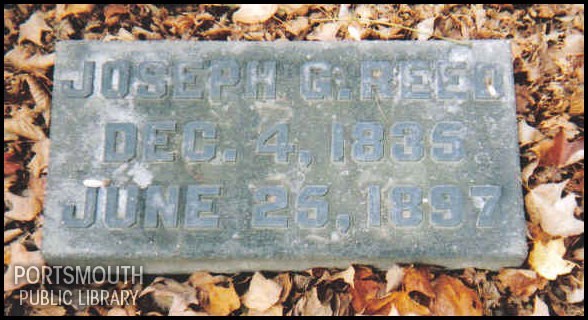 JOSEPH G. REED
DEC. 4, 1835
JUNE 25, 1897
PORTSMOUTH
PUBLIC LIBRARY